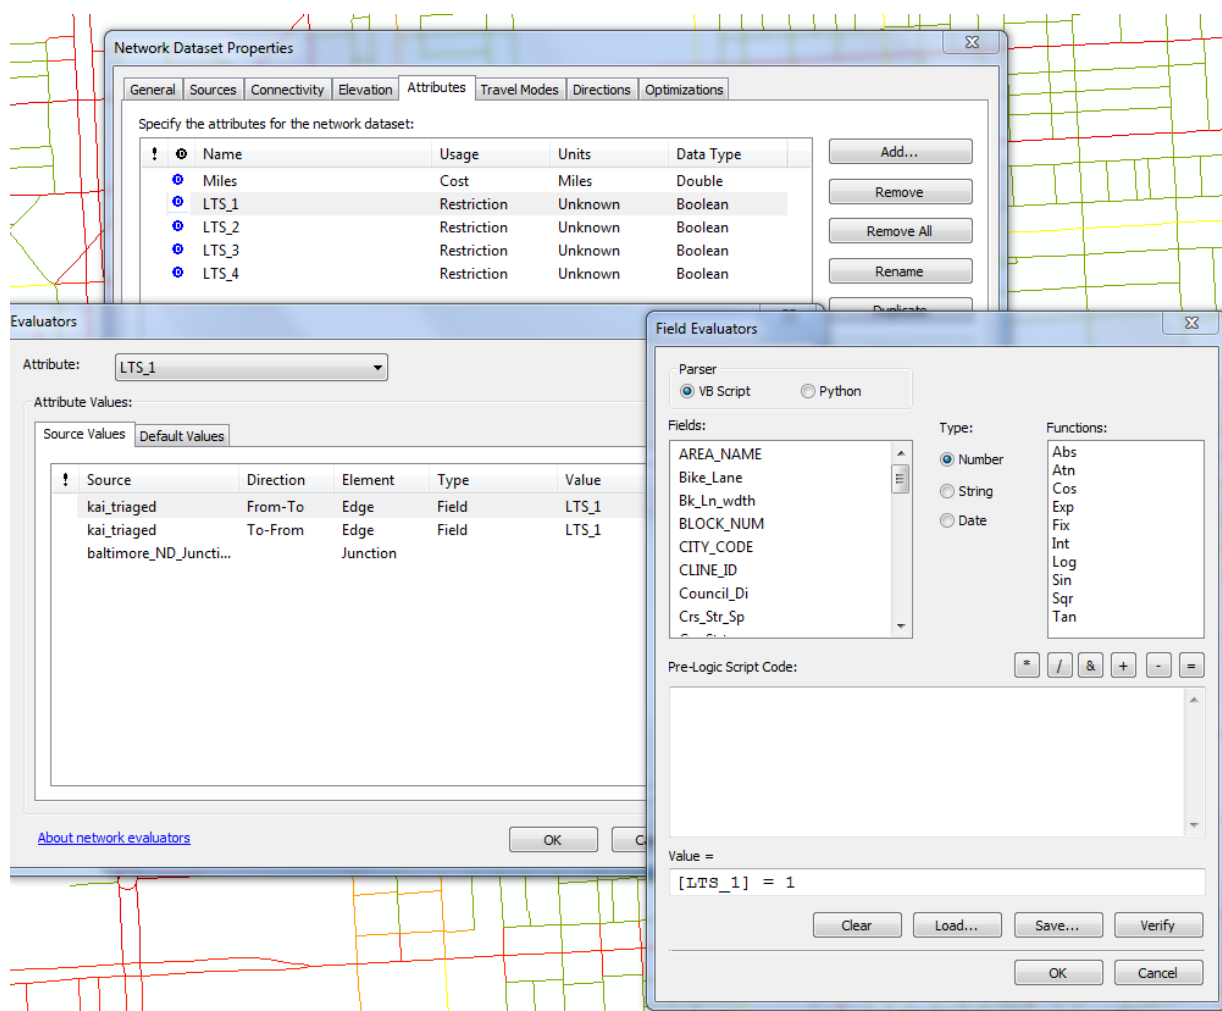 Network Dataset Properties
General Sources Connectivity Elevation Attributes Travel Modes Directions Optimizations
Specify the attributes for the network dataset:
! D Name Usage Units Data Type
D Miles Cost Miles Double
D LTS_1 Restriction Unknown Boolean
D LTS_2 Restriction Unknown Boolean
D LTS_3 Restriction Unknown Boolean
D LTS_4 Restriction Unknown Boolean
Add...
Remove
Remove All
Rename
Duplicate
Evaluators
Attribute: LTS_1
Attribute Values:
Source Values Default Values
! Source Direction Element Type Value
kai_triaged From-To Edge Field LTS_1
kai_triaged To-From Edge Field LTS_1
baltimore_ND_Juncti... Junction
About network evaluators
OK
Field Evaluators
Parser
VB Script Python
Fields:
AREA_NAME
Bike_Lane
Bk_Ln_wdth
BLOCK_NUM
CITY_CODE
CLINE_ID
Council_Di
Crs_Str_Sp
Type:
Number
String
Date
Functions:
Abs
Atn
Cos
Exp
Fix
Int
Log
Sin
Sqr
Tan
Pre-Logic Script Code:
* / & + - =
Value =
[LTS_1] = 1
Clear Load... Save... Verify
OK Cancel